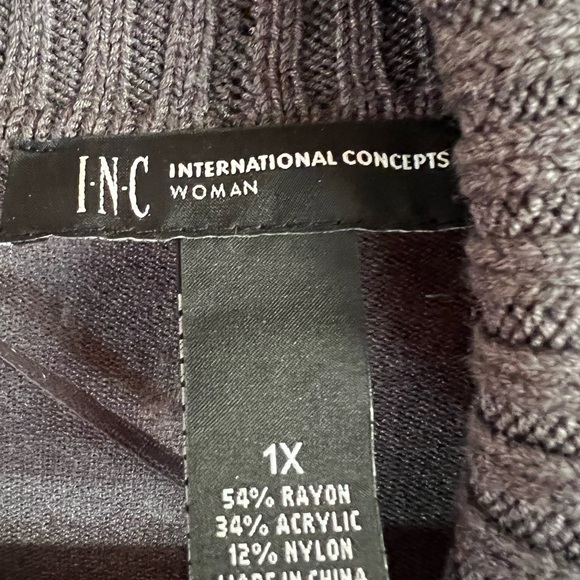 I·N·C INTERNATIONAL CONCEPTS
WOMAN
1X
54% RAYON
34% ACRYLIC
12% NYLON
MADE IN CHINA